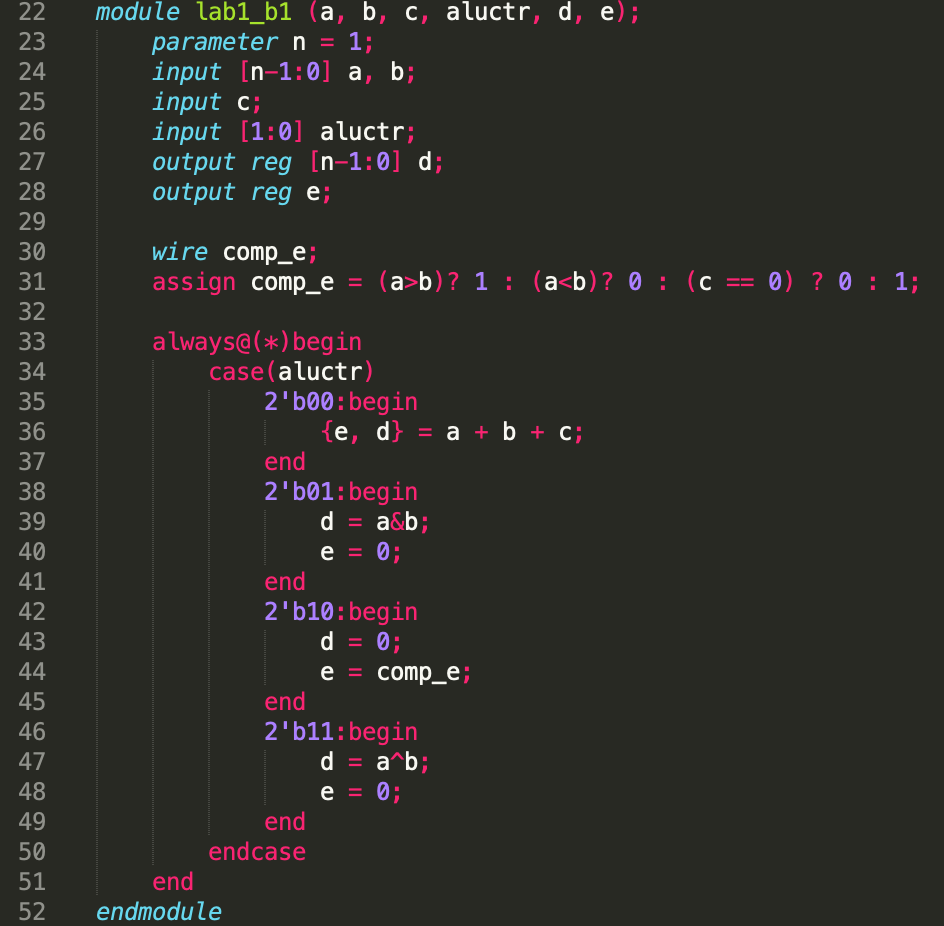 22 module lab1_b1 (a, b, c, aluctr, d, e);
23 parameter n = 1;
24 input [n-1:0] a, b;
25 input c;
26 input [1:0] aluctr;
27 output reg [n-1:0] d;
28 output reg e;
29
30 wire comp_e;
31 assign comp_e = (a>b)? 1 : (a<b)? 0 : (c == 0) ? 0 : 1;
32
33 always@(*)begin
34 case(aluctr)
35 2'b00:begin
36 {e, d} = a + b + c;
37 end
38 2'b01:begin
39 d = a&b;
40 e = 0;
41 end
42 2'b10:begin
43 d = 0;
44 e = comp_e;
45 end
46 2'b11:begin
47 d = a^b;
48 e = 0;
49 end
50 endcase
51 end
52 endmodule